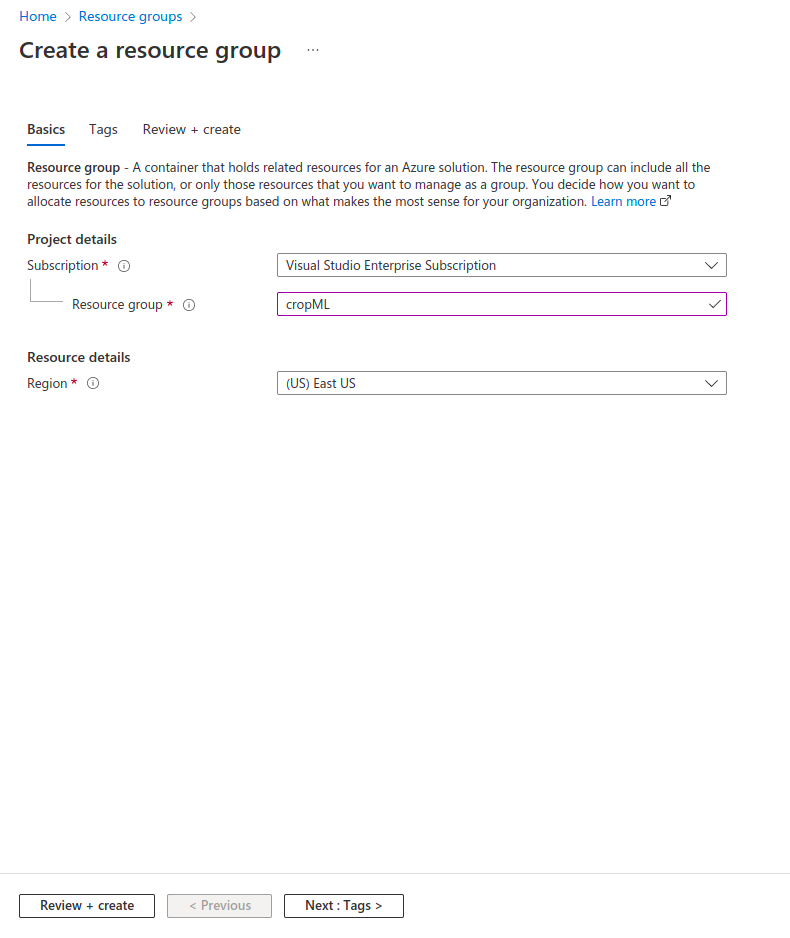 Home > Resource groups >
Create a resource group ...
Basics Tags Review + create
Resource group - A container that holds related resources for an Azure solution. The resource group can include all the
resources for the solution, or only those resources that you want to manage as a group. You decide how you want to
allocate resources to resource groups based on what makes the most sense for your organization. Learn more
Project details
Subscription * Visual Studio Enterprise Subscription
Resource group * cropML
Resource details
Region * (US) East US
Review + create < Previous Next : Tags >